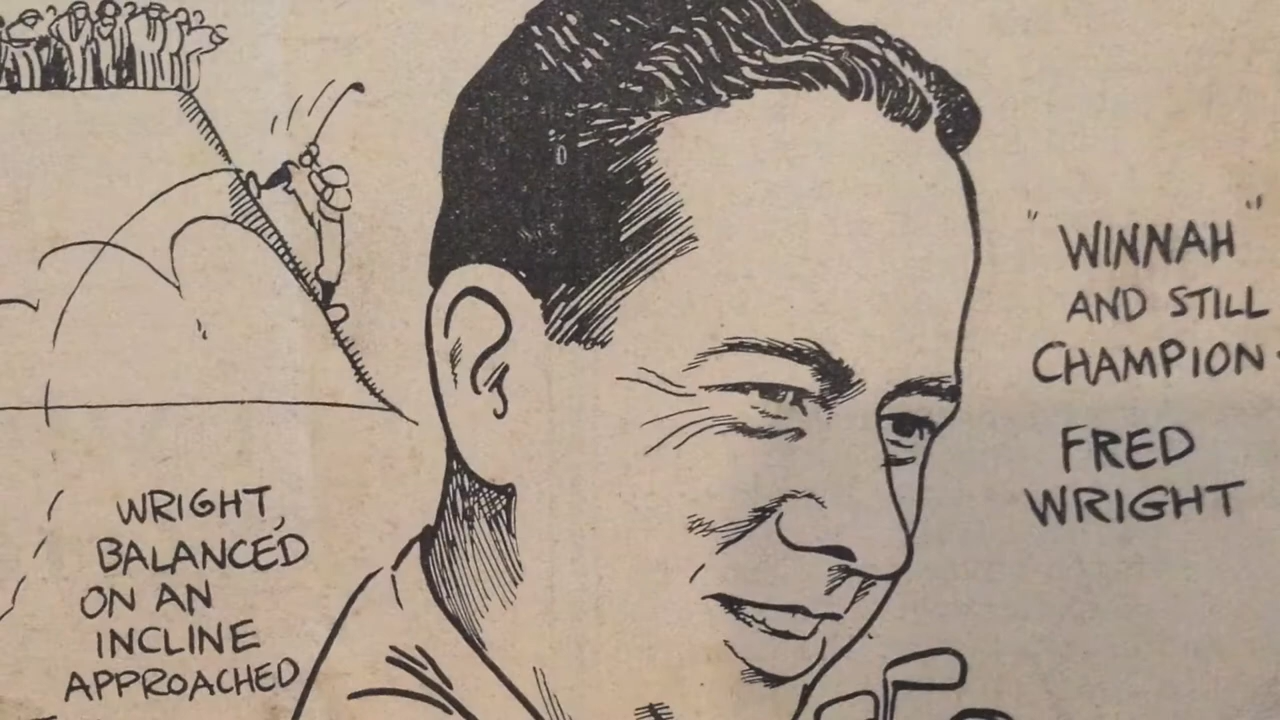 "WINNAH"
AND STILL
CHAMPION
FRED
WRIGHT
WRIGHT,
BALANCED
ON AN
INCLINE
APPROACHED